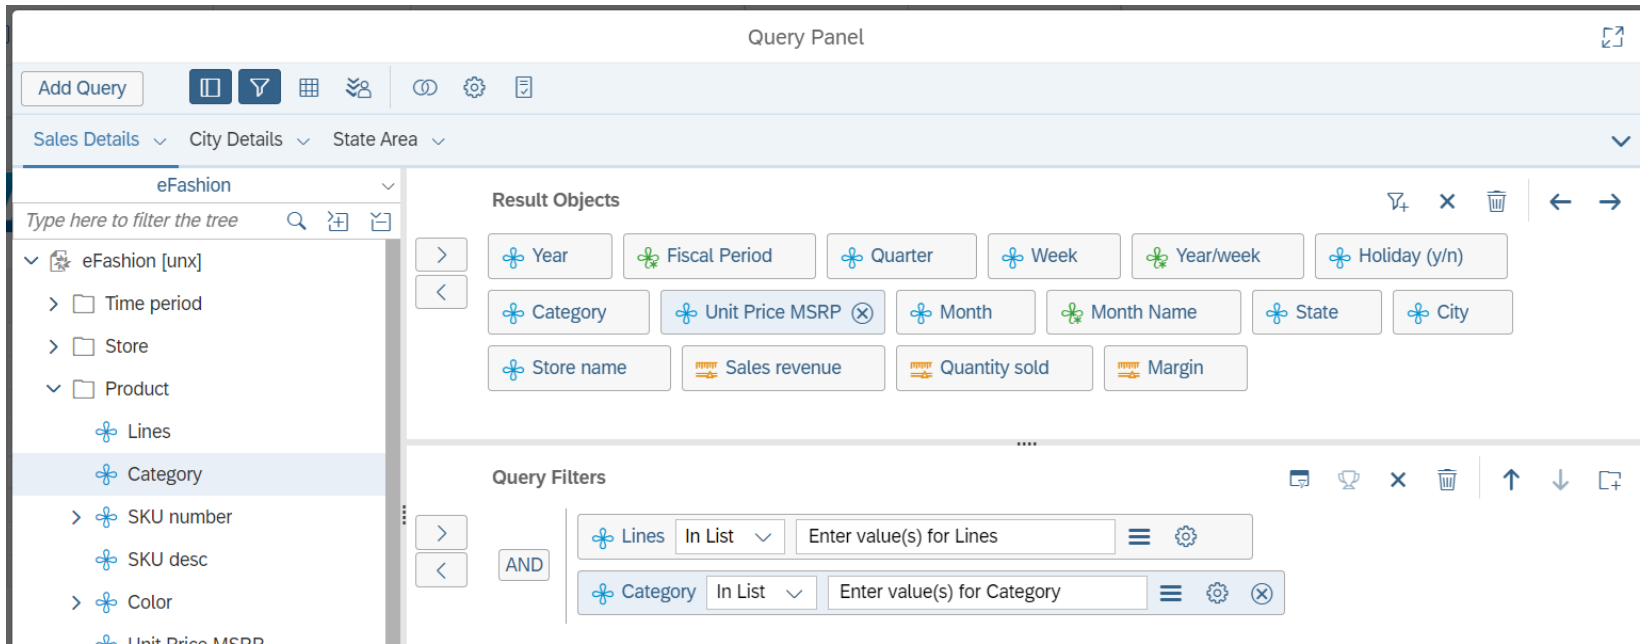 Query Panel
Add Query
Sales Details City Details State Area
eFashion
Type here to filter the tree
eFashion [unx]
Time period
Store
Product
Lines
Category
SKU number
SKU desc
Color
Unit Price MSRP
Result Objects
Year Fiscal Period Quarter Week Year/week Holiday (y/n)
Category Unit Price MSRP Month Month Name State City
Store name Sales revenue Quantity sold Margin
Query Filters
AND
Lines In List Enter value(s) for Lines
Category In List Enter value(s) for Category